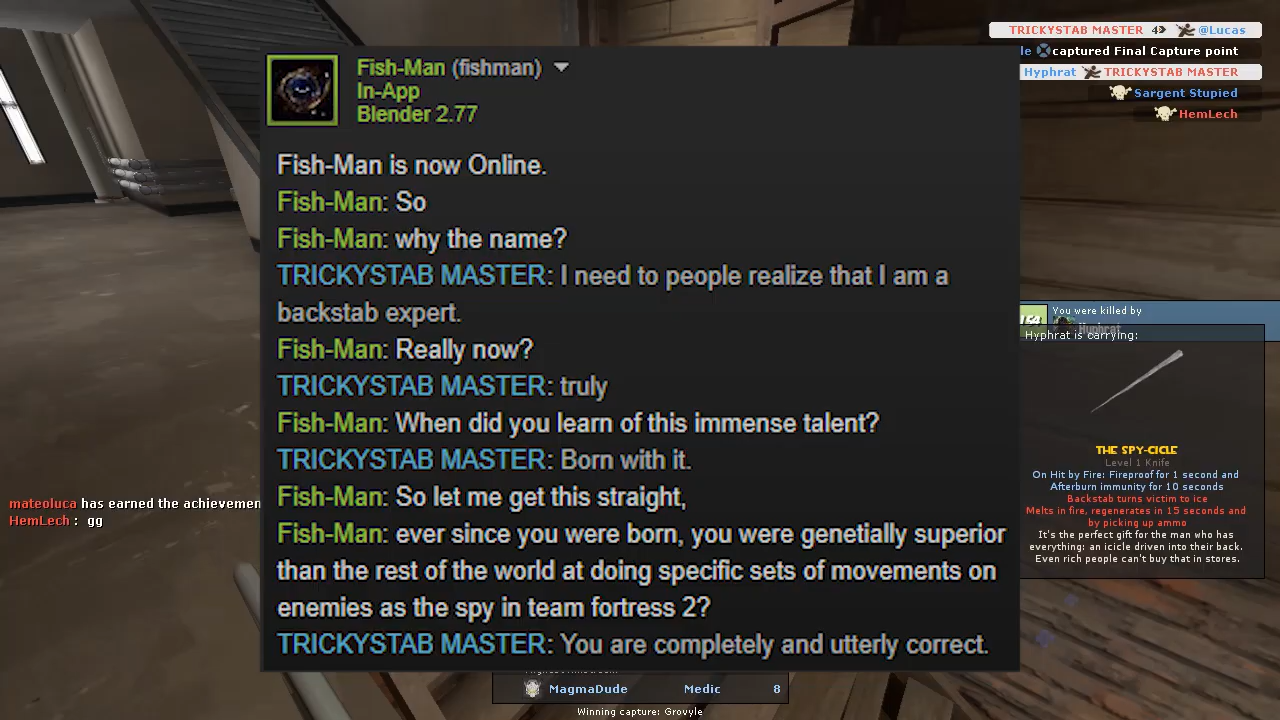 TRICKYSTAB MASTER 4 @Lucas
le captured Final Capture point
Hyphrat TRICKYSTAB MASTER
Sargent Stupied
HemLech
Fish-Man (fishman)
In-App
Blender 2.77
Fish-Man is now Online.
Fish-Man: So
Fish-Man: why the name?
TRICKYSTAB MASTER: I need to people realize that I am a
backstab expert.
Fish-Man: Really now?
TRICKYSTAB MASTER: truly
Fish-Man: When did you learn of this immense talent?
TRICKYSTAB MASTER: Born with it.
Fish-Man: So let me get this straight,
Fish-Man: ever since you were born, you were genetially superior
than the rest of the world at doing specific sets of movements on
enemies as the spy in team fortress 2?
TRICKYSTAB MASTER: You are completely and utterly correct.
154
You were killed by
Hyphrat
Hyphrat is carrying:
THE SPY-CICLE
Level 1 Knife
On Hit by Fire: Fireproof for 1 second and
Afterburn immunity for 10 seconds
Backstab turns victim to ice
Melts in fire, regenerates in 15 seconds and
by picking up ammo
It's the perfect gift for the man who has
everything: an icicle driven into their back.
Even rich people can't buy that in stores.
mateoluca has earned the achievemen
HemLech : gg
MagmaDude Medic 8
Winning capture: Grovyle